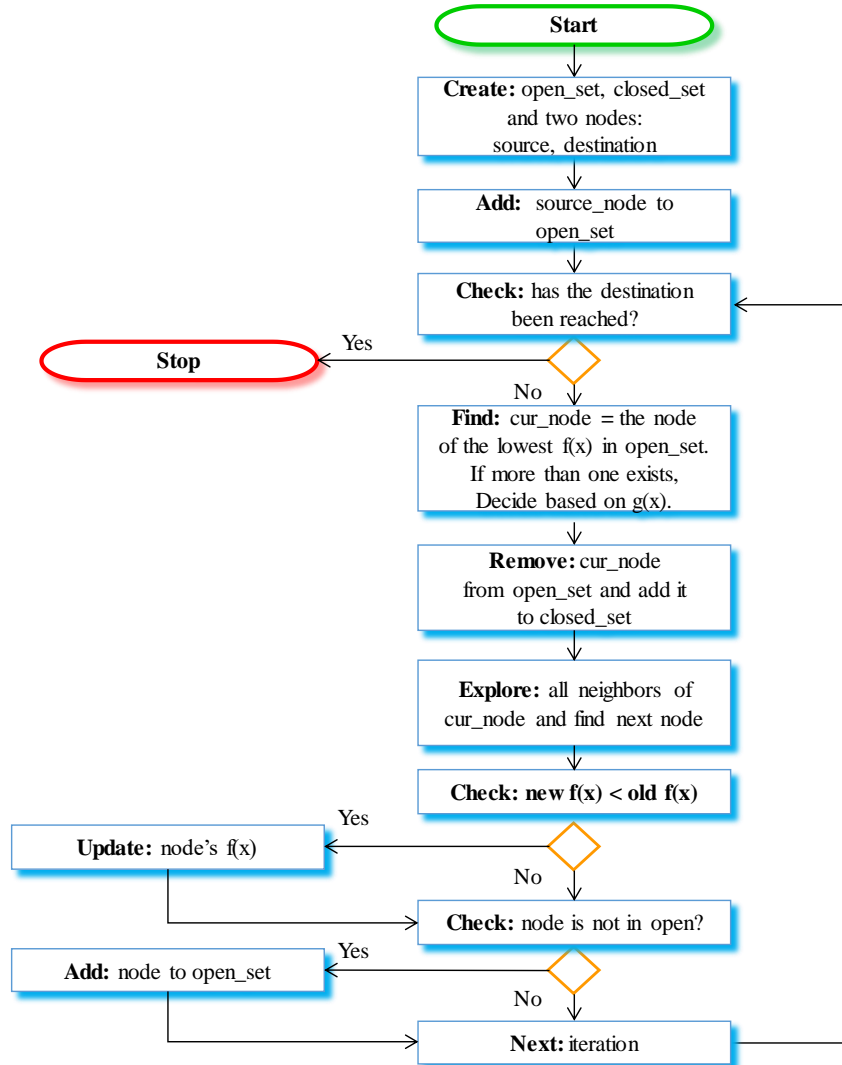 Start
Create: open_set, closed_set
and two nodes:
source, destination
Add: source_node to
open_set
Check: has the destination
been reached?
Yes
Stop
No
Find: cur_node = the node
of the lowest f(x) in open_set.
If more than one exists,
Decide based on g(x).
Remove: cur_node
from open_set and add it
to closed_set
Explore: all neighbors of
cur_node and find next node
Check: new f(x) < old f(x)
Yes
Update: node’s f(x)
No
Check: node is not in open?
Yes
Add: node to open_set
No
Next: iteration